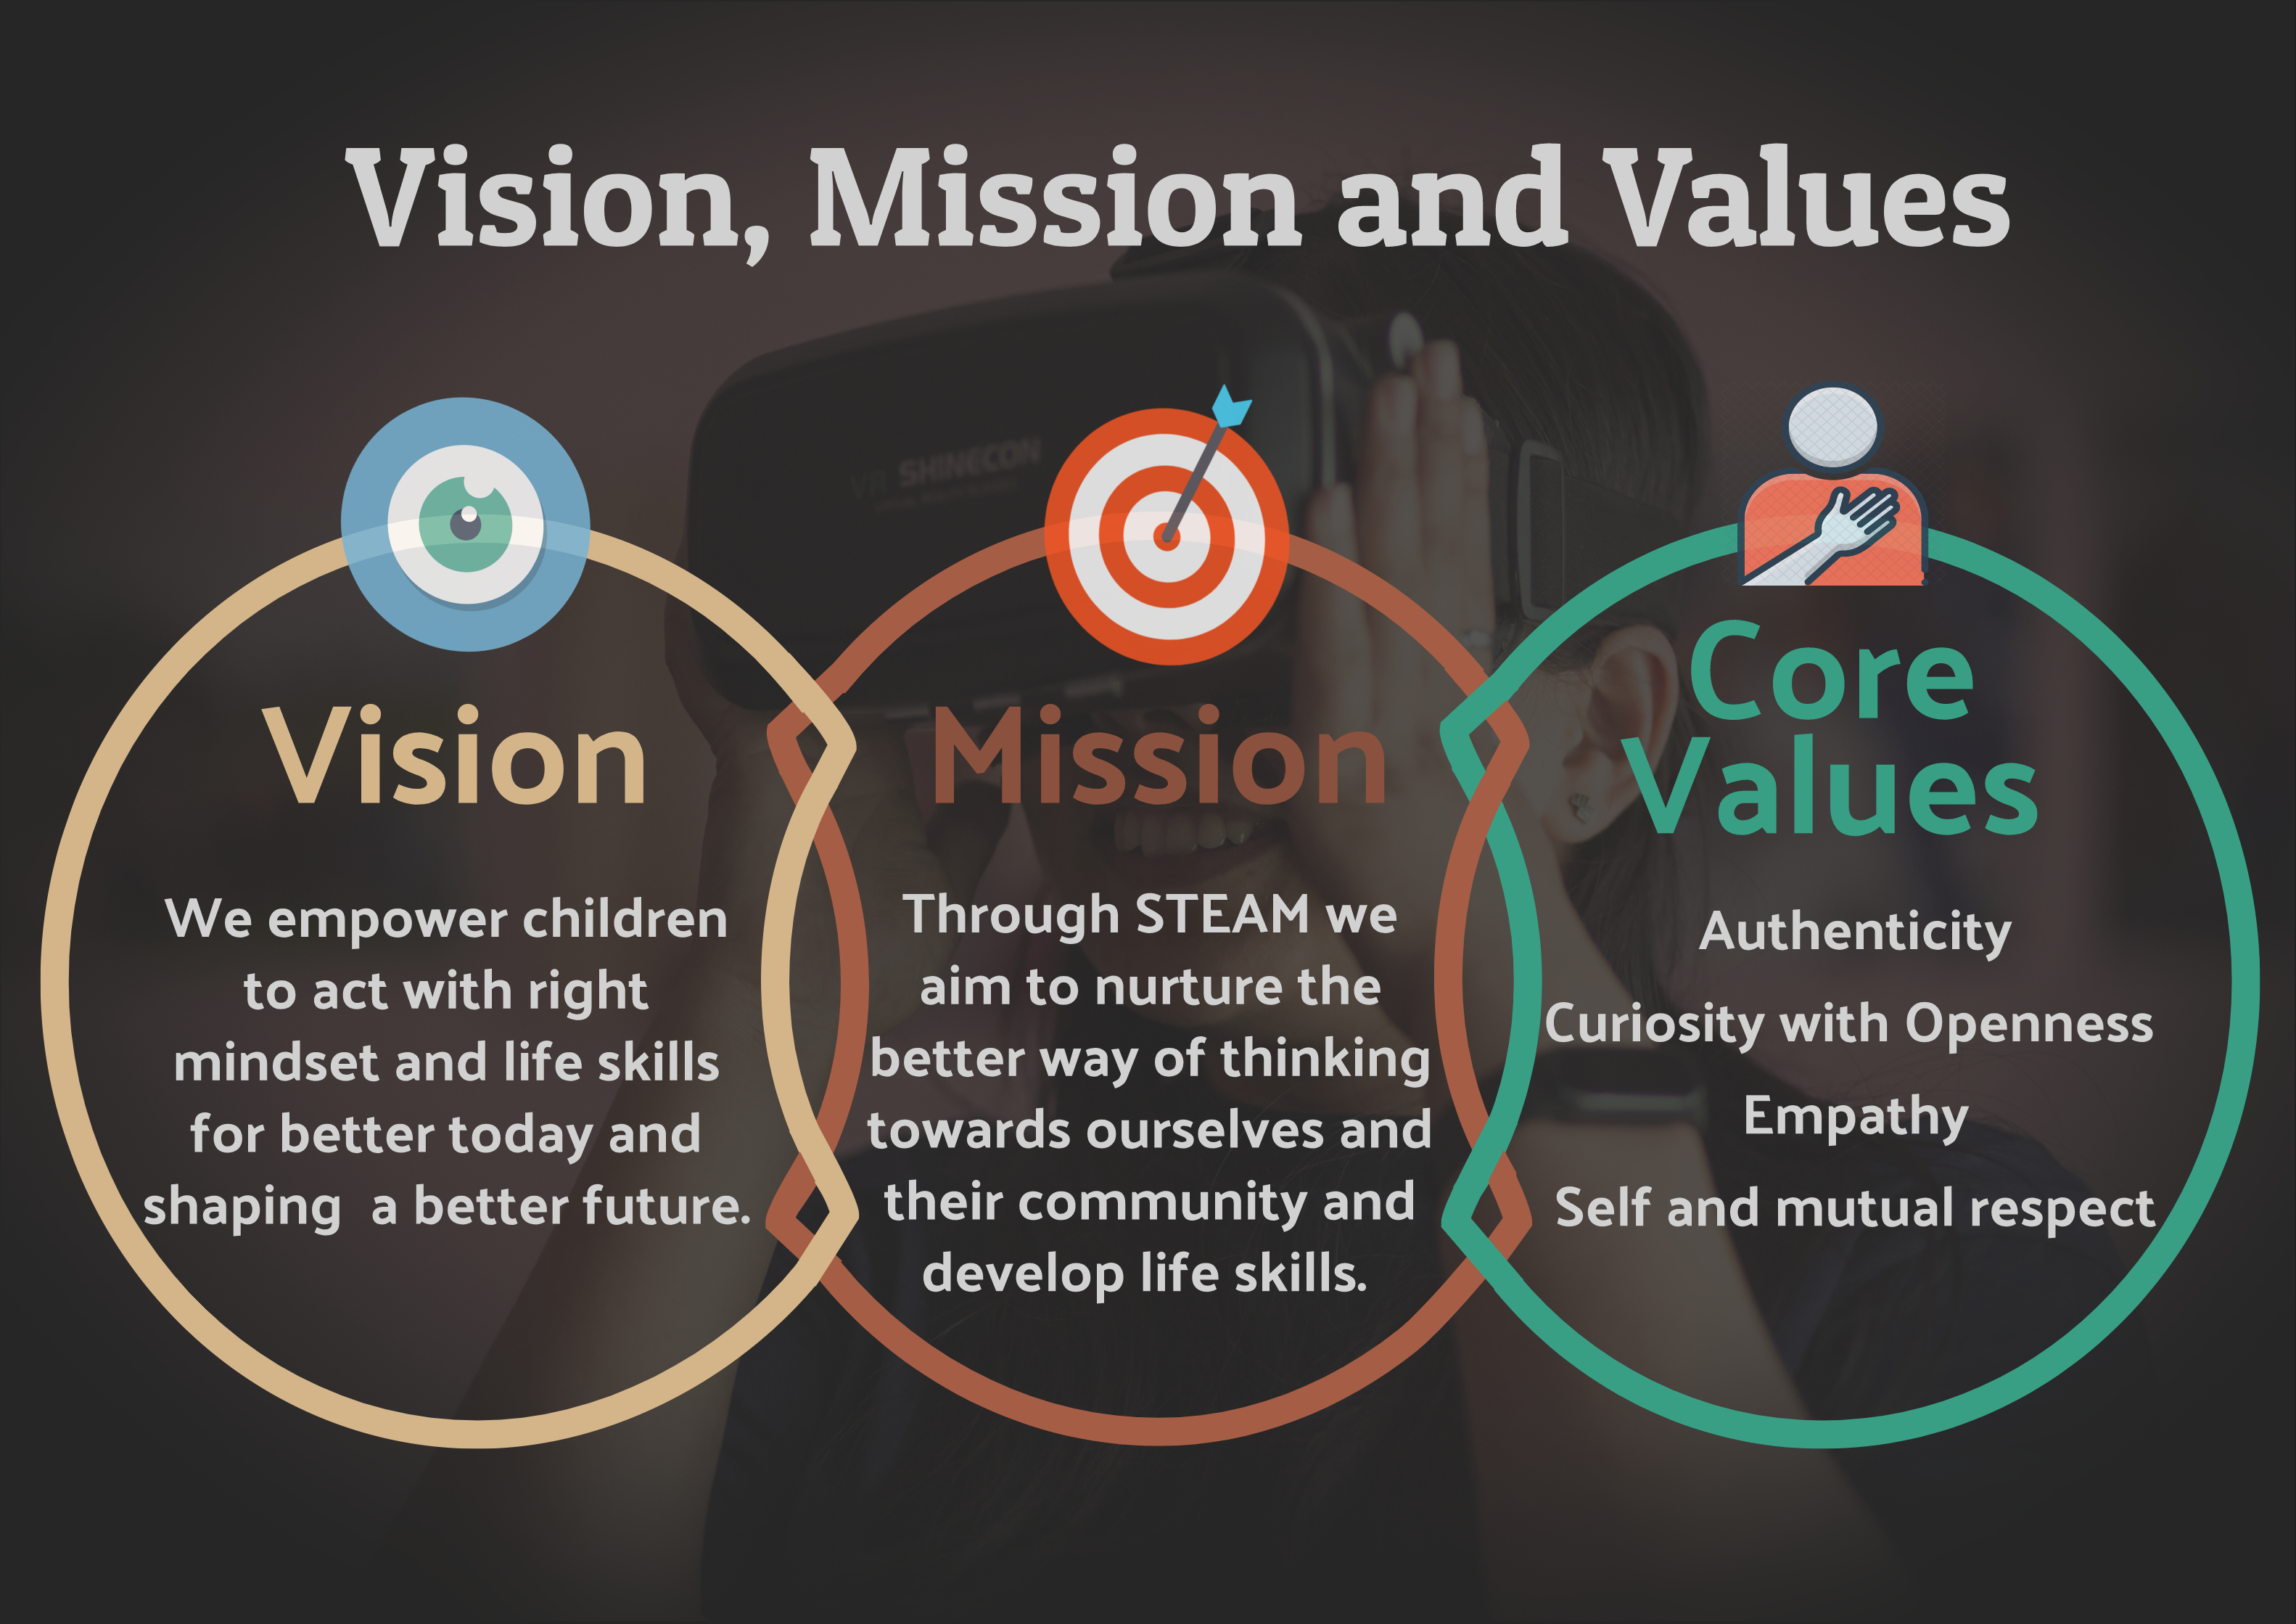 Vision, Mission and Values
VR SHINECON
Vision
We empower children
to act with right
mindset and life skills
for better today and
shaping  a better future.
Mission
Through STEAM we
aim to nurture the
better way of thinking
towards ourselves and
their community and
develop life skills.
Core
Values
Authenticity
Curiosity with Openness
Empathy
Self and mutual respect